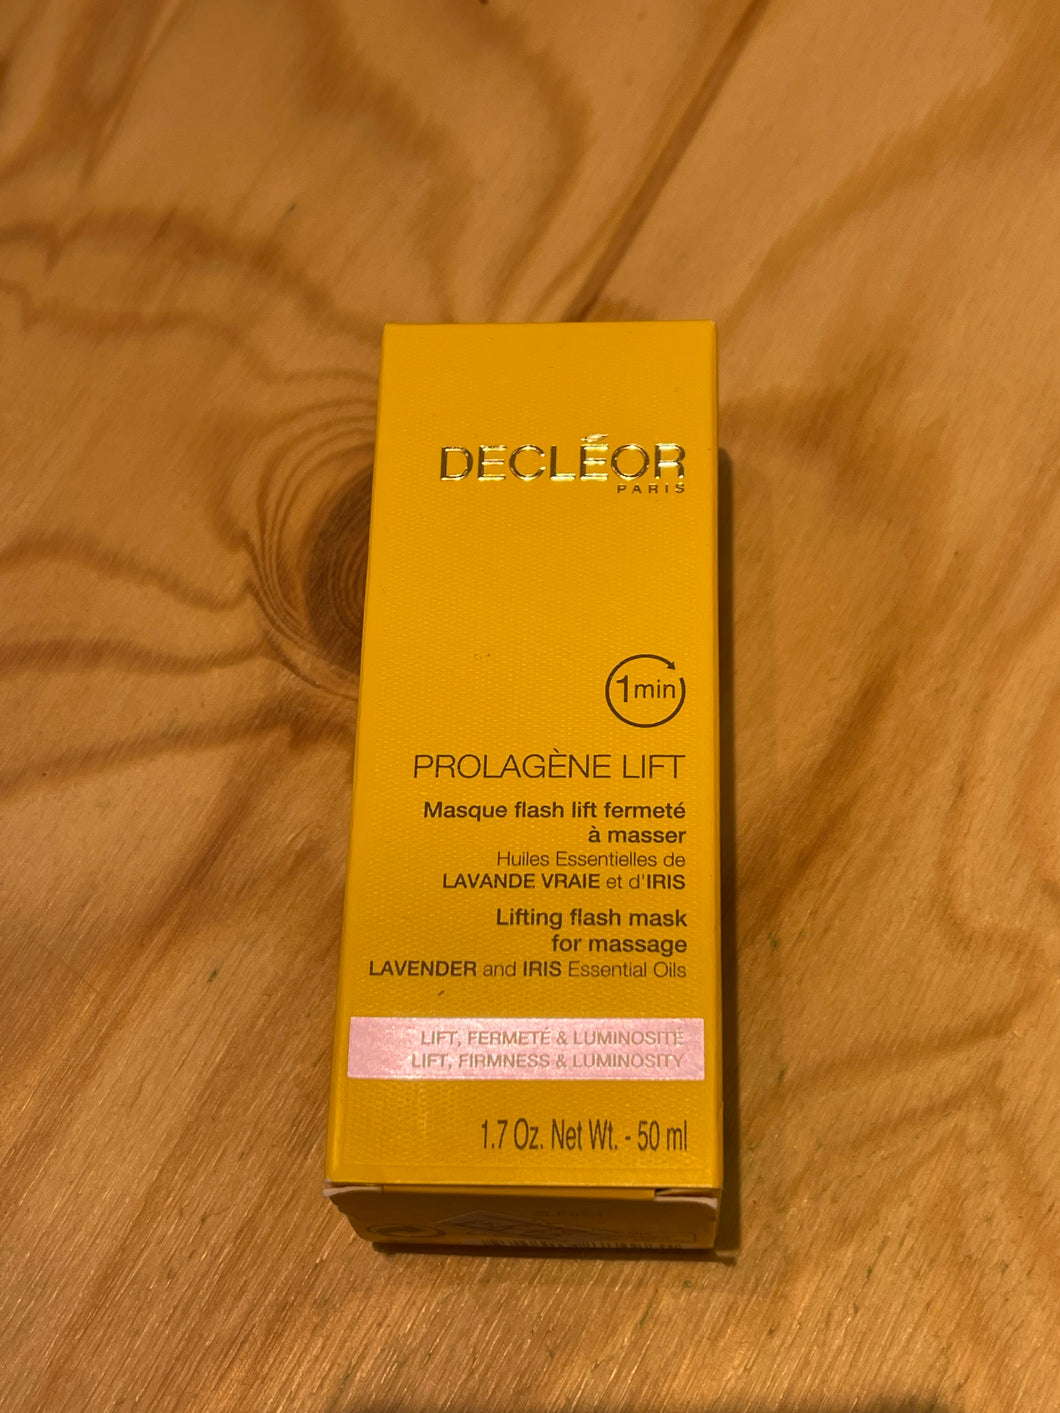 DECLÉOR
PARIS
1 min
PROLAGÈNE LIFT
Masque flash lift fermeté
à masser
Huiles Essentielles de
LAVANDE VRAIE et d'IRIS
Lifting flash mask
for massage
LAVENDER and IRIS Essential Oils
LIFT, FERMETÉ & LUMINOSITÉ
LIFT, FIRMNESS & LUMINOSITY
1.7 Oz. Net Wt. - 50 ml